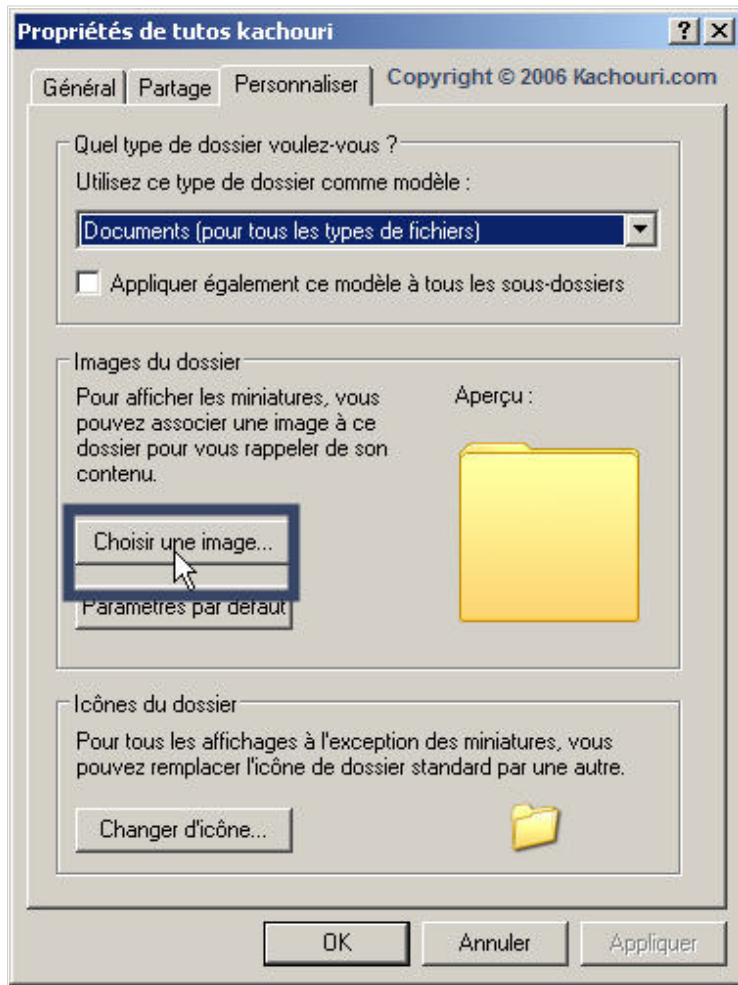 Propriétés de tutos kachouri
Général Partage Personnaliser Copyright © 2006 Kachouri.com
Quel type de dossier voulez-vous ?
Utilisez ce type de dossier comme modèle :
Documents (pour tous les types de fichiers)
Appliquer également ce modèle à tous les sous-dossiers
Images du dossier
Pour afficher les miniatures, vous
pouvez associer une image à ce
dossier pour vous rappeler de son
contenu.
Aperçu :
Choisir une image...
Paramètres par défaut
Icônes du dossier
Pour tous les affichages à l'exception des miniatures, vous
pouvez remplacer l'icône de dossier standard par une autre.
Changer d'icône...
OK Annuler Appliquer